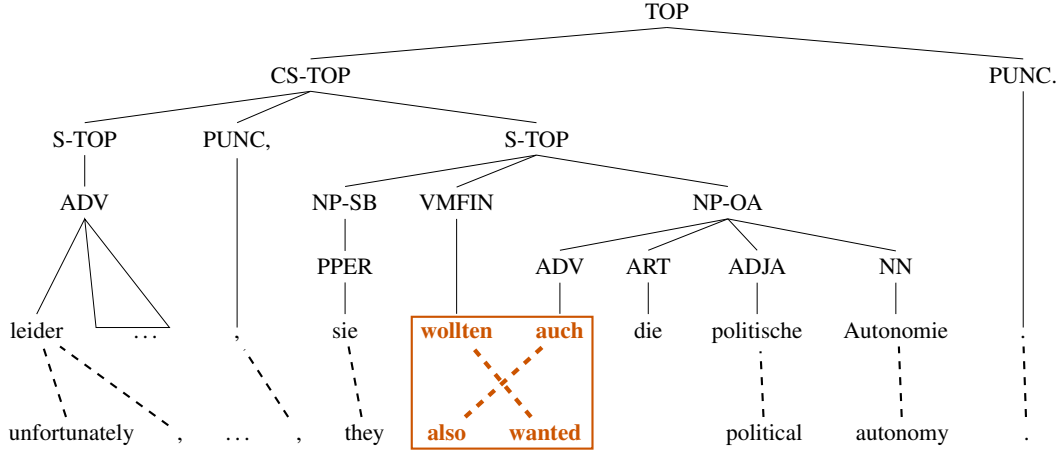 TOP
CS-TOP PUNC.
S-TOP PUNC, S-TOP
ADV NP-SB VMFIN NP-OA
PPER ADV ART ADJA NN
leider ... , sie wollten auch die politische Autonomie .
unfortunately , ... , they also wanted political autonomy .